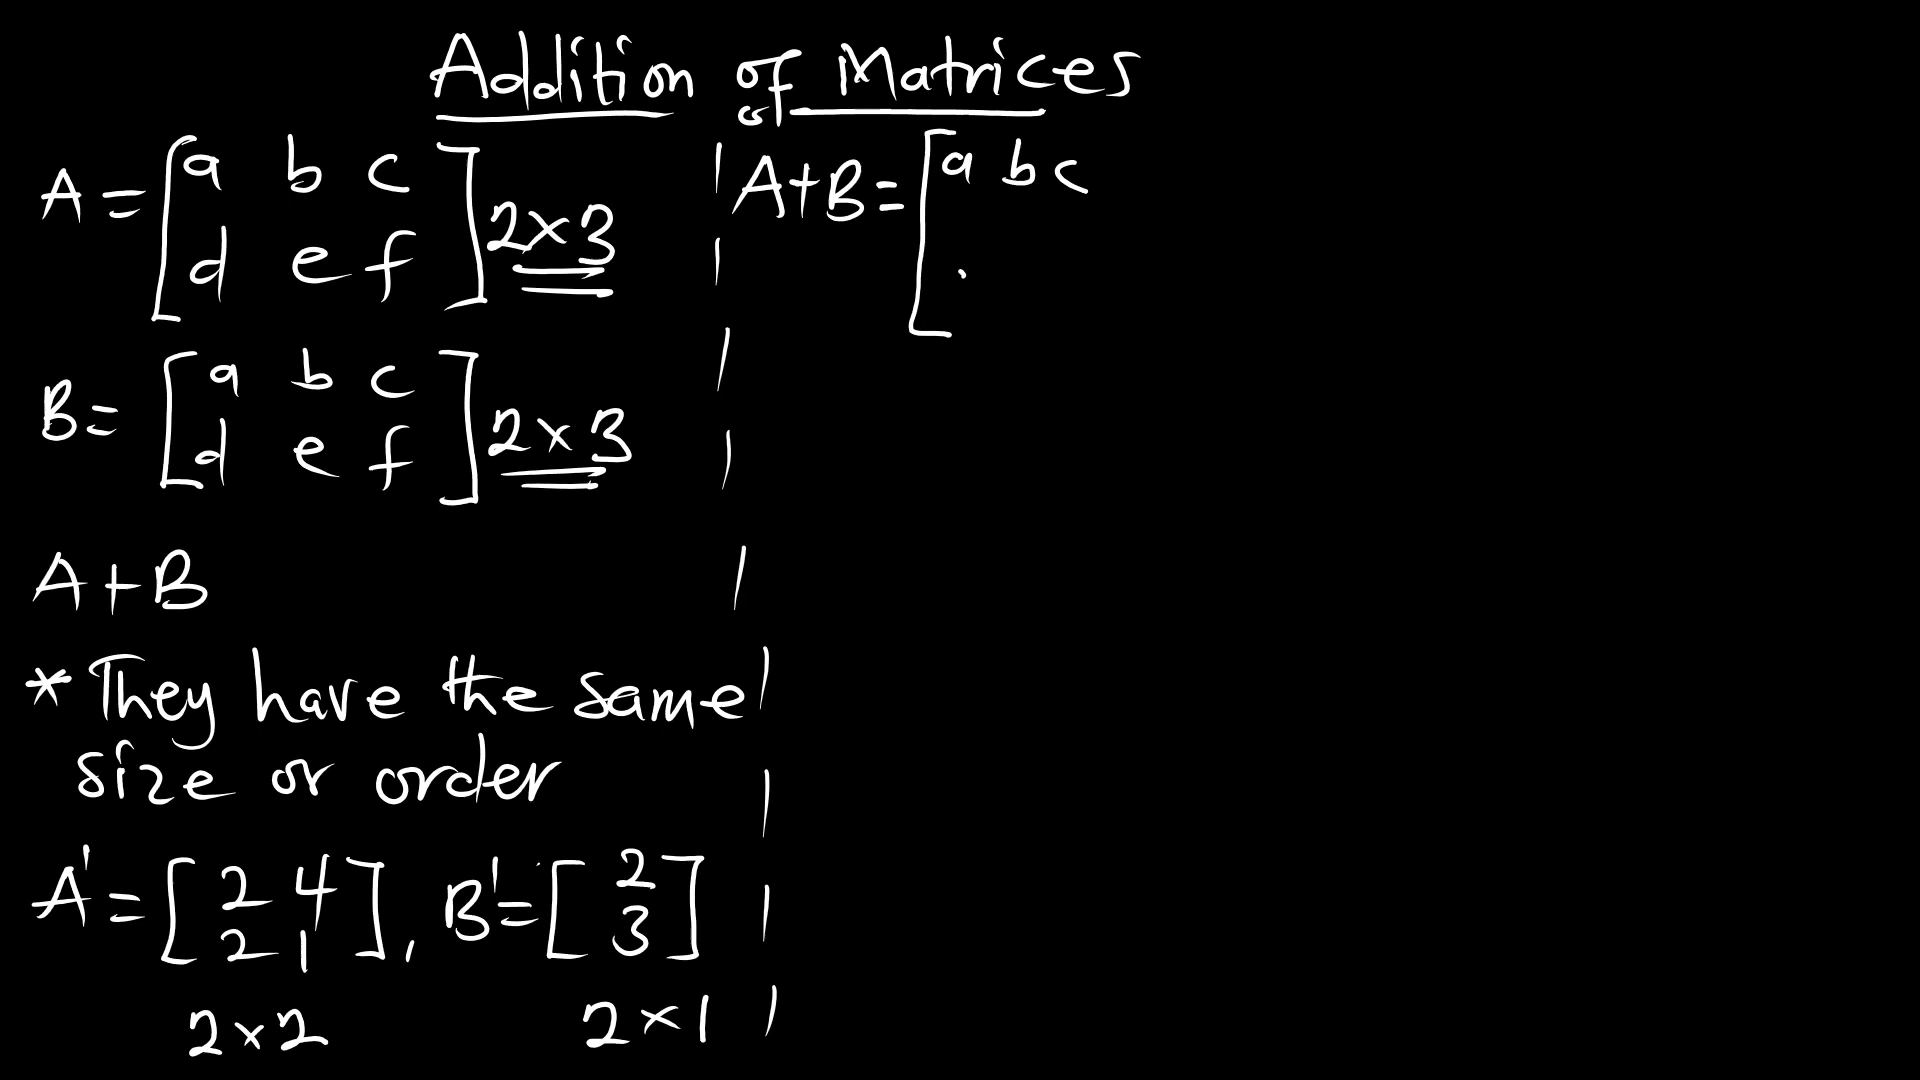 Addition of Matrices
A = [a b c
d e f] 2×3
B = [a b c
d e f] 2×3
A+B
* They have the same
size or order
A' = [2 4
2 1], B' = [2
3]
2×2 2×1
A+B = [a b c